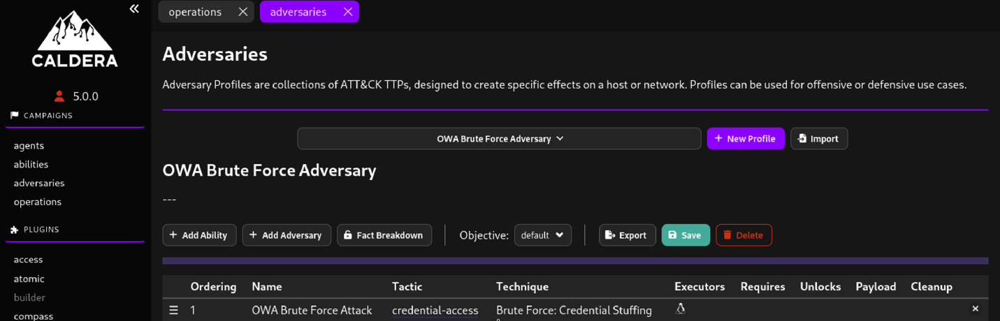 operations
adversaries
CALDERA
5.0.0
CAMPAIGNS
agents
abilities
adversaries
operations
PLUGINS
access
atomic
builder
compass
Adversaries
Adversary Profiles are collections of ATT&CK TTPs, designed to create specific effects on a host or network. Profiles can be used for offensive or defensive use cases.
OWA Brute Force Adversary
+ New Profile
Import
OWA Brute Force Adversary
---
+ Add Ability + Add Adversary Fact Breakdown Objective: default Export Save Delete
Ordering Name Tactic Technique Executors Requires Unlocks Payload Cleanup
1 OWA Brute Force Attack credential-access Brute Force: Credential Stuffing